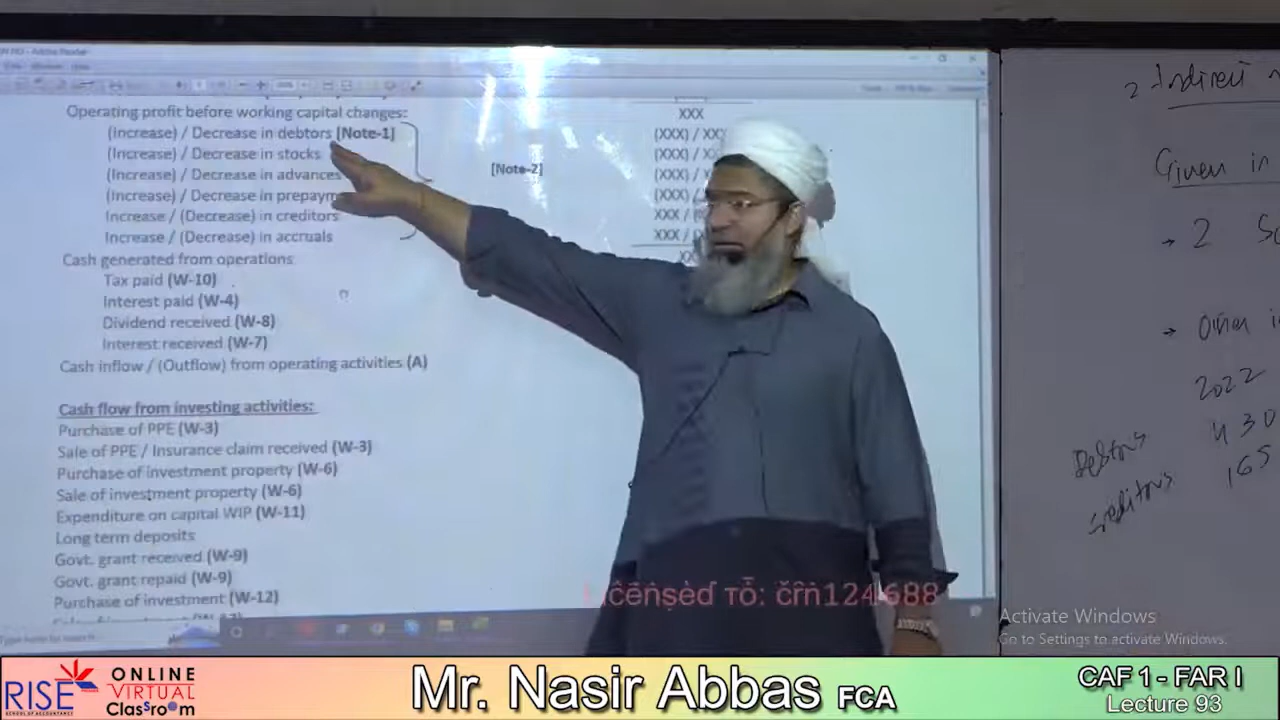 Operating profit before working capital changes: XXX
(Increase) / Decrease in debtors [Note-1] (XXX) /
(Increase) / Decrease in stocks [Note-2] (XXX) /
(Increase) / Decrease in advances (XXX) /
(Increase) / Decrease in (XXX) /
Increase / (Decrease) in creditors XXX /
Increase / (Decrease) in accruals XXX /
Cash generated from operations
Tax paid (W-10)
Interest paid (W-4)
Dividend received (W-8)
Interest received (W-7)
Cash inflow / (Outflow) from operating activities (A)
Cash flow from investing activities:
Purchase of PPE (W-3)
Sale of PPE / Insurance claim received (W-3)
Purchase of investment property (W-6)
Sale of investment property (W-6)
Expenditure on capital WIP (W-11)
Long term deposits
Govt. grant received (W-9)
Govt. grant repaid (W-9)
Purchase of investment (W-12)
2 Indirect
Given in
→ 2
→ Other
2022
Debtors 430
creditors 165
Licensed To: crn124688
Activate Windows
Go to Settings to activate Windows.
RISE
SCHOOL OF ACCOUNTANCY
ONLINE
VIRTUAL
Classroom
Mr. Nasir Abbas FCA
CAF 1 - FAR I
Lecture 93